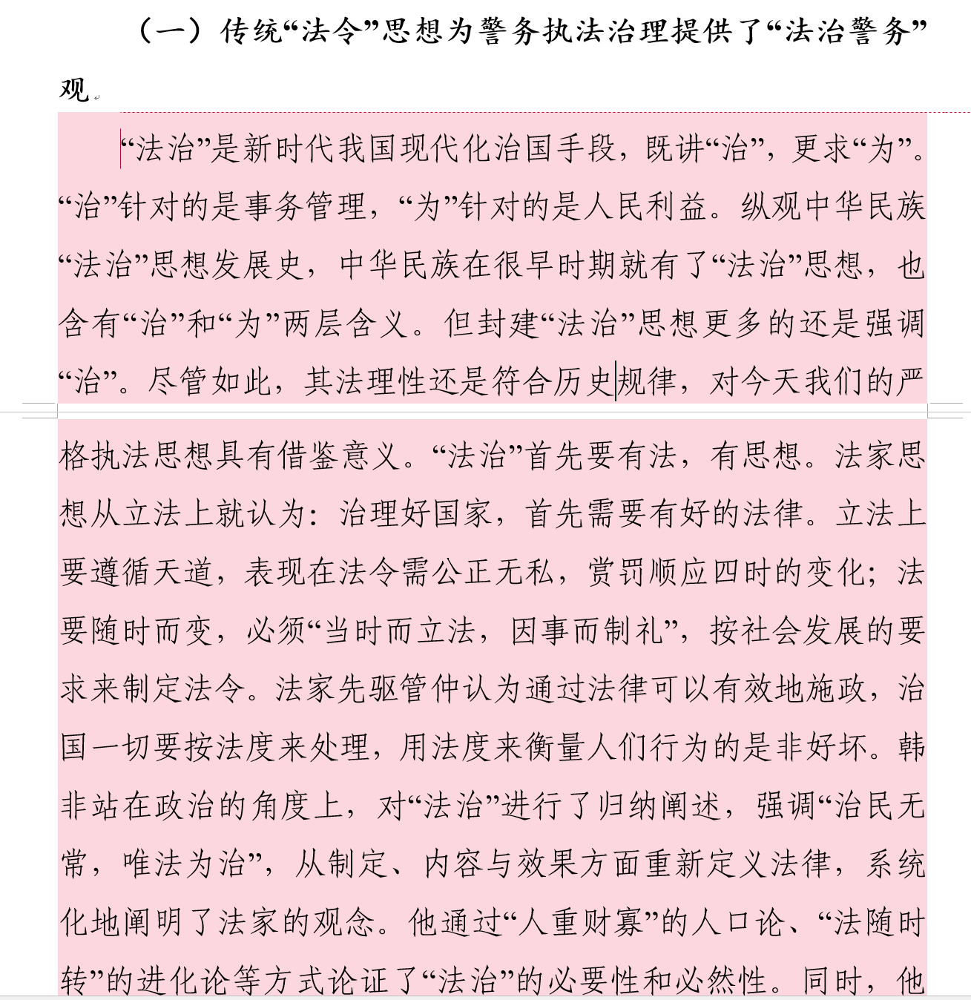 （一）传统“法令”思想为警务执法治理提供了“法治警务”
观
“法治”是新时代我国现代化治国手段，既讲“治”，更求“为”。
“治”针对的是事务管理，“为”针对的是人民利益。纵观中华民族
“法治”思想发展史，中华民族在很早时期就有了“法治”思想，也
含有“治”和“为”两层含义。但封建“法治”思想更多的还是强调
“治”。尽管如此，其法理性还是符合历史规律，对今天我们的严
格执法思想具有借鉴意义。“法治”首先要有法，有思想。法家思
想从立法上就认为：治理好国家，首先需要有好的法律。立法上
要遵循天道，表现在法令需公正无私，赏罚顺应四时的变化；法
要随时而变，必须“当时而立法，因事而制礼”，按社会发展的要
求来制定法令。法家先驱管仲认为通过法律可以有效地施政，治
国一切要按法度来处理，用法度来衡量人们行为的是非好坏。韩
非站在政治的角度上，对“法治”进行了归纳阐述，强调“治民无
常，唯法为治”，从制定、内容与效果方面重新定义法律，系统
化地阐明了法家的观念。他通过“人重财寡”的人口论、“法随时
转”的进化论等方式论证了“法治”的必要性和必然性。同时，他